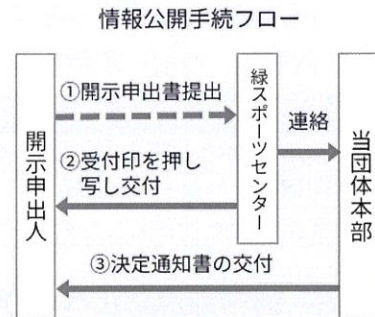 情報公開手続フロー
開示申出人
①開示申出書提出
②受付印を押し
写し交付
緑スポーツセンター
連絡
当団体本部
③決定通知書の交付